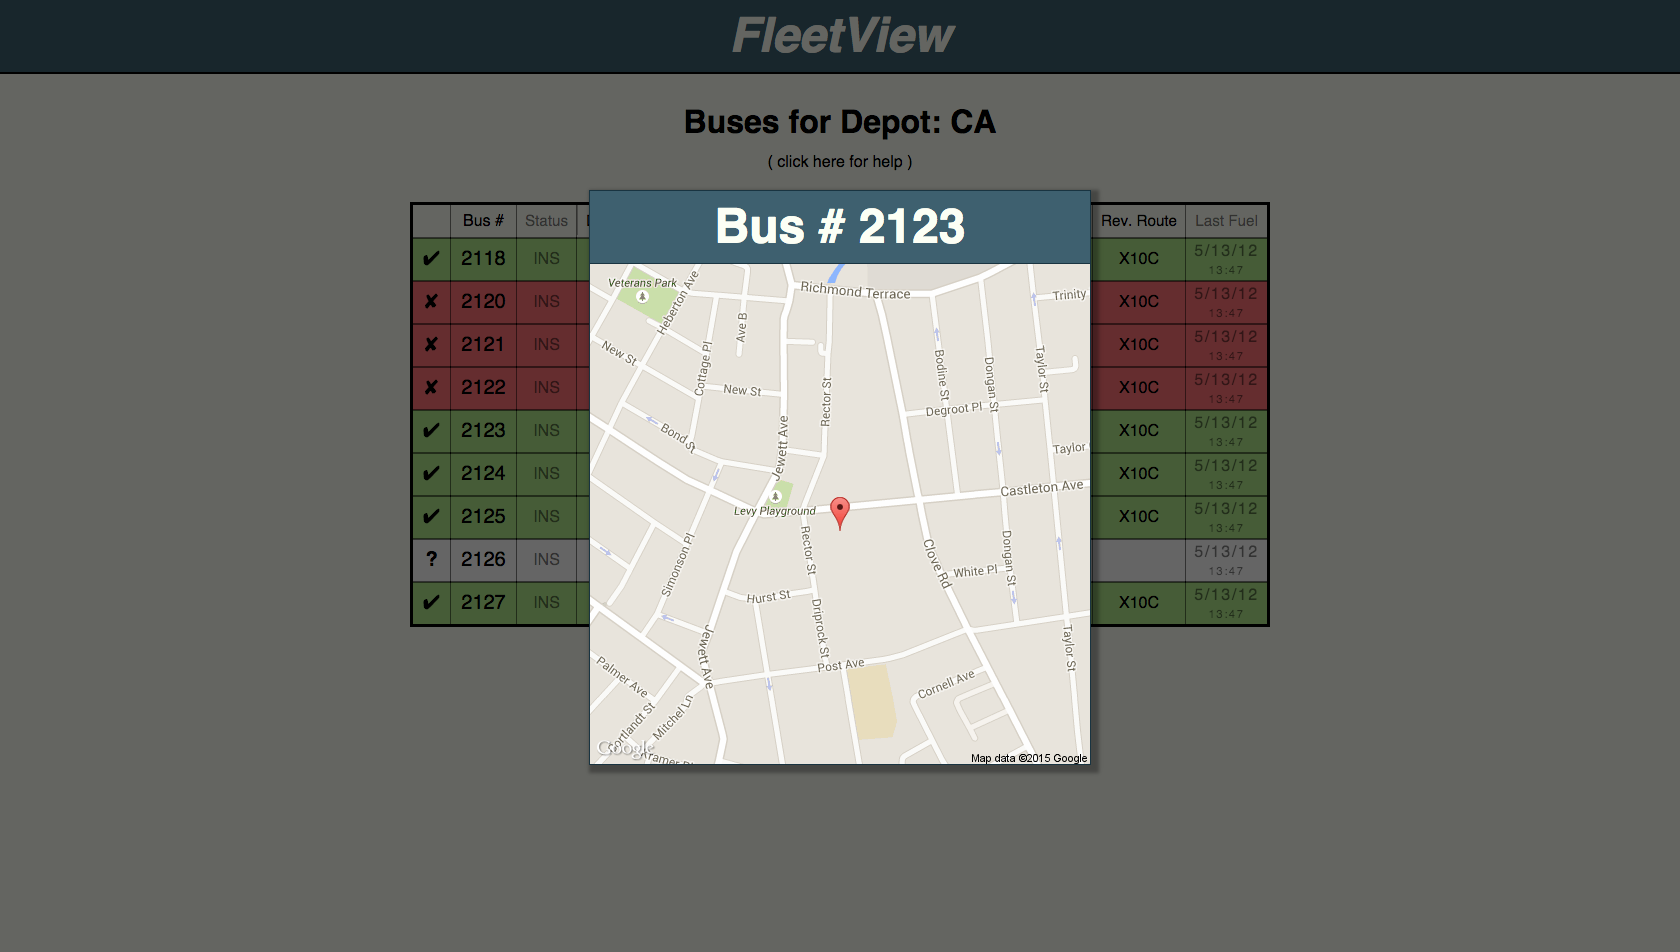 FleetView
Buses for Depot: CA
( click here for help )
Bus # Status Rev. Route Last Fuel
✔ 2118 INS X10C 5/13/12 13:47
✘ 2120 INS X10C 5/13/12 13:47
✘ 2121 INS X10C 5/13/12 13:47
✘ 2122 INS X10C 5/13/12 13:47
✔ 2123 INS X10C 5/13/12 13:47
✔ 2124 INS X10C 5/13/12 13:47
✔ 2125 INS X10C 5/13/12 13:47
? 2126 INS 5/13/12 13:47
✔ 2127 INS X10C 5/13/12 13:47
Bus # 2123
Veterans Park
Richmond Terrace
Trinity
Heberton Ave
Ave B
New St
Cottage Pl
New St
Rector St
Bodine St
Dongan St
Taylor St
Degroot Pl
Bond St
Jewett Ave
Taylor
Castleton Ave
Levy Playground
Rector St
Simonson Pl
Clove Rd
Dongan St
White Pl
Hurst St
Driprock St
Jewett Ave
Taylor St
Post Ave
Palmer Ave
Cornell Ave
Mitchel Ln
Google
Map data ©2015 Google